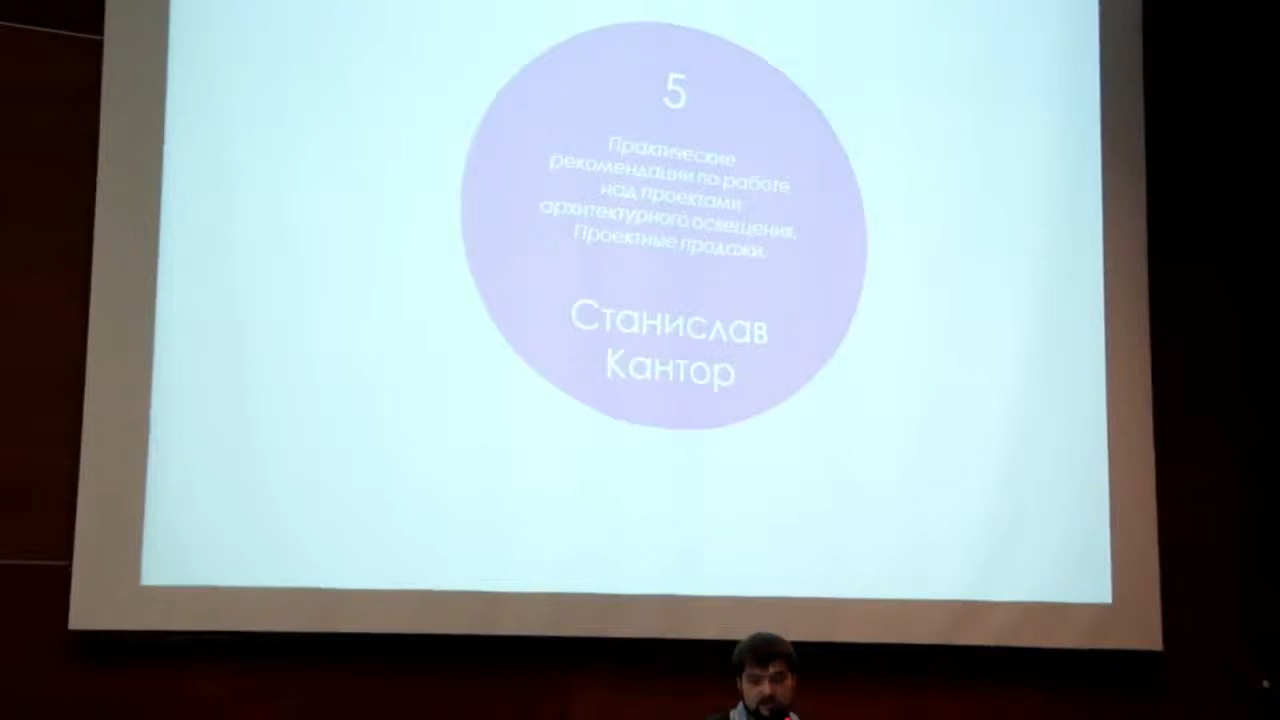 5
Практические
рекомендации по работе
над проектами
архитектурного освещения.
Проектные продажи.
Станислав
Кантор